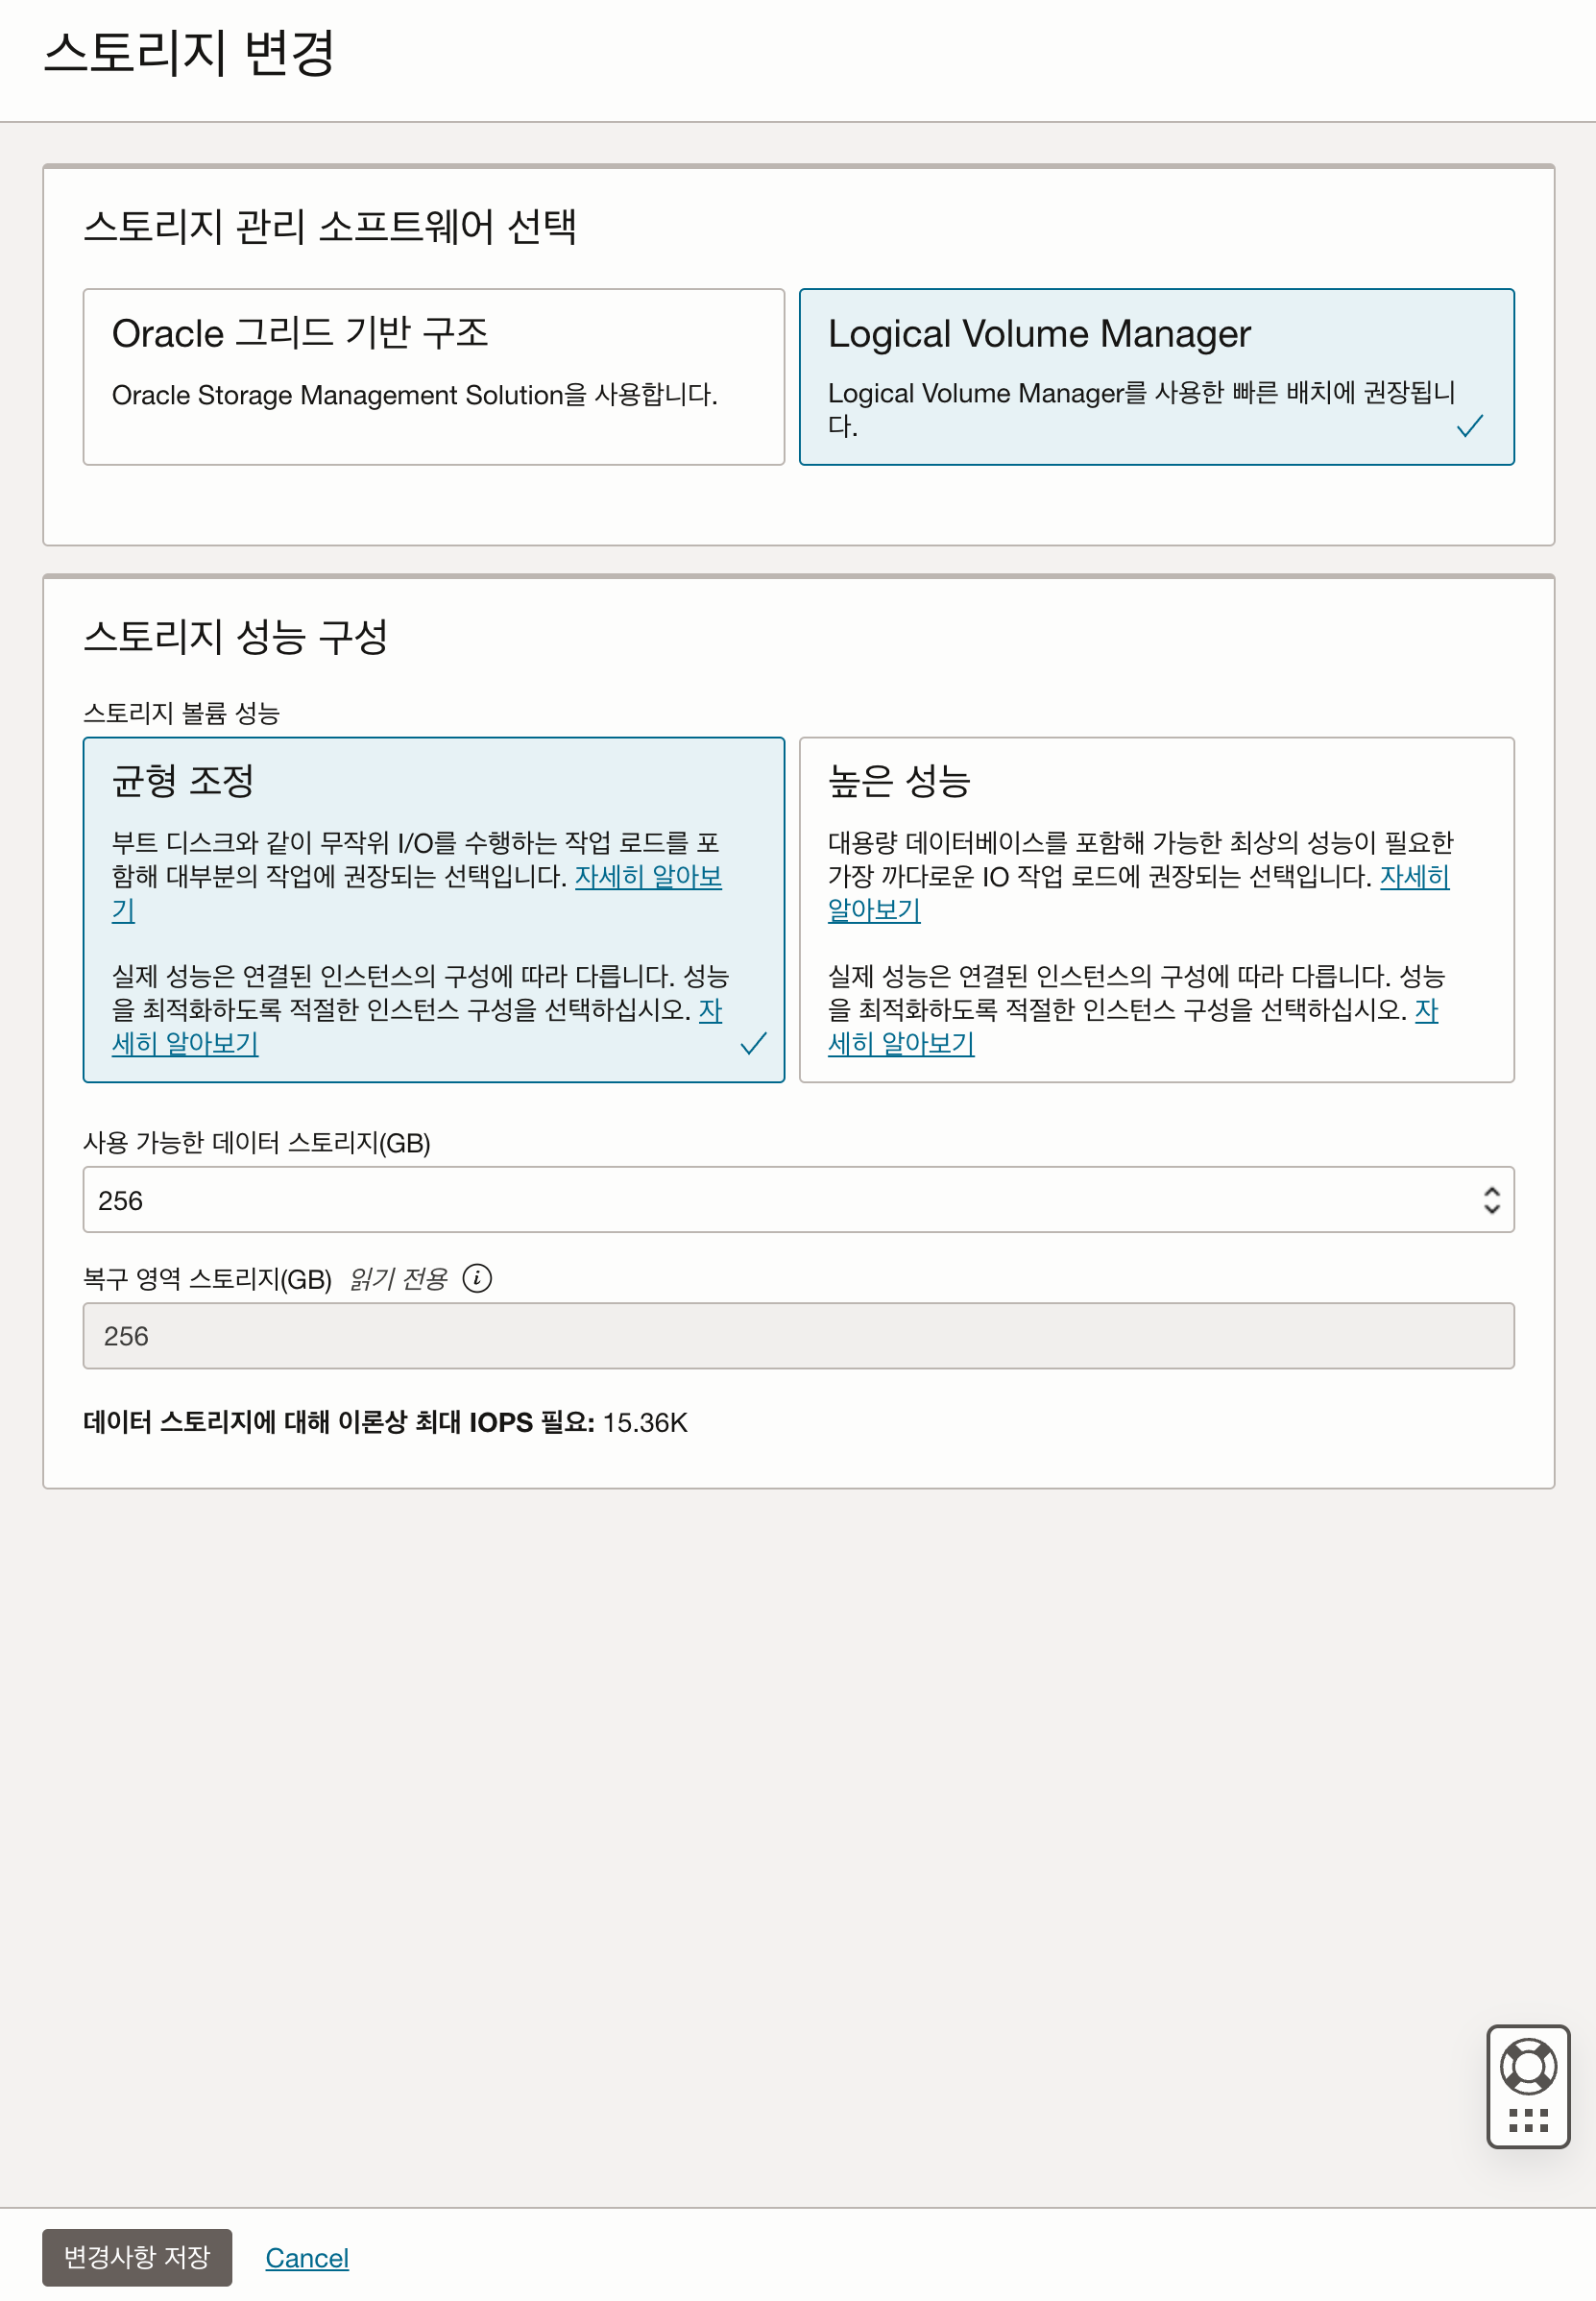 스토리지 변경
스토리지 관리 소프트웨어 선택
Oracle 그리드 기반 구조
Oracle Storage Management Solution을 사용합니다.
Logical Volume Manager
Logical Volume Manager를 사용한 빠른 배치에 권장됩니
다.
스토리지 성능 구성
스토리지 볼륨 성능
균형 조정
부트 디스크와 같이 무작위 I/O를 수행하는 작업 로드를 포
함해 대부분의 작업에 권장되는 선택입니다. 자세히 알아보
기
실제 성능은 연결된 인스턴스의 구성에 따라 다릅니다. 성능
을 최적화하도록 적절한 인스턴스 구성을 선택하십시오. 자
세히 알아보기
높은 성능
대용량 데이터베이스를 포함해 가능한 최상의 성능이 필요한
가장 까다로운 IO 작업 로드에 권장되는 선택입니다. 자세히
알아보기
실제 성능은 연결된 인스턴스의 구성에 따라 다릅니다. 성능
을 최적화하도록 적절한 인스턴스 구성을 선택하십시오. 자
세히 알아보기
사용 가능한 데이터 스토리지(GB)
256
복구 영역 스토리지(GB) 읽기 전용
256
데이터 스토리지에 대해 이론상 최대 IOPS 필요: 15.36K
변경사항 저장
Cancel